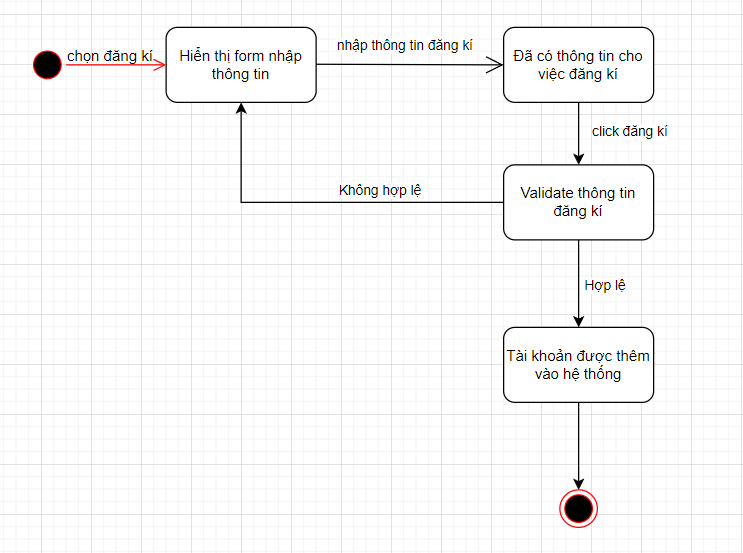 chọn đăng kí
Hiển thị form nhập
thông tin
nhập thông tin đăng kí
Đã có thông tin cho
việc đăng kí
click đăng kí
Validate thông tin
đăng kí
Không hợp lệ
Hợp lệ
Tài khoản được thêm
vào hệ thống